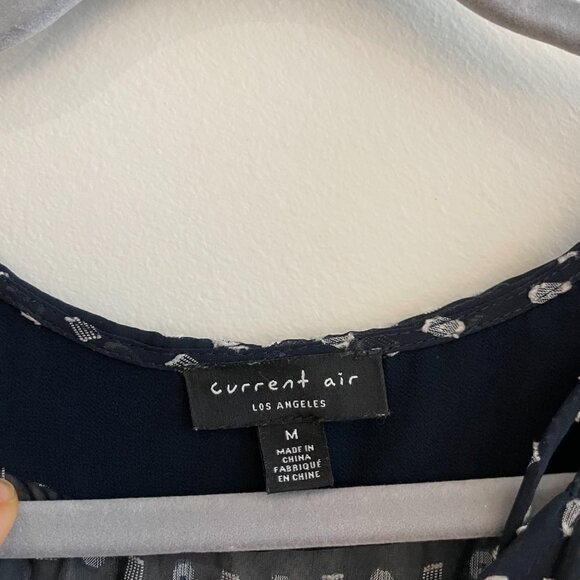 current air
LOS ANGELES
M
MADE IN
CHINA
FABRIQUÉ
EN CHINE